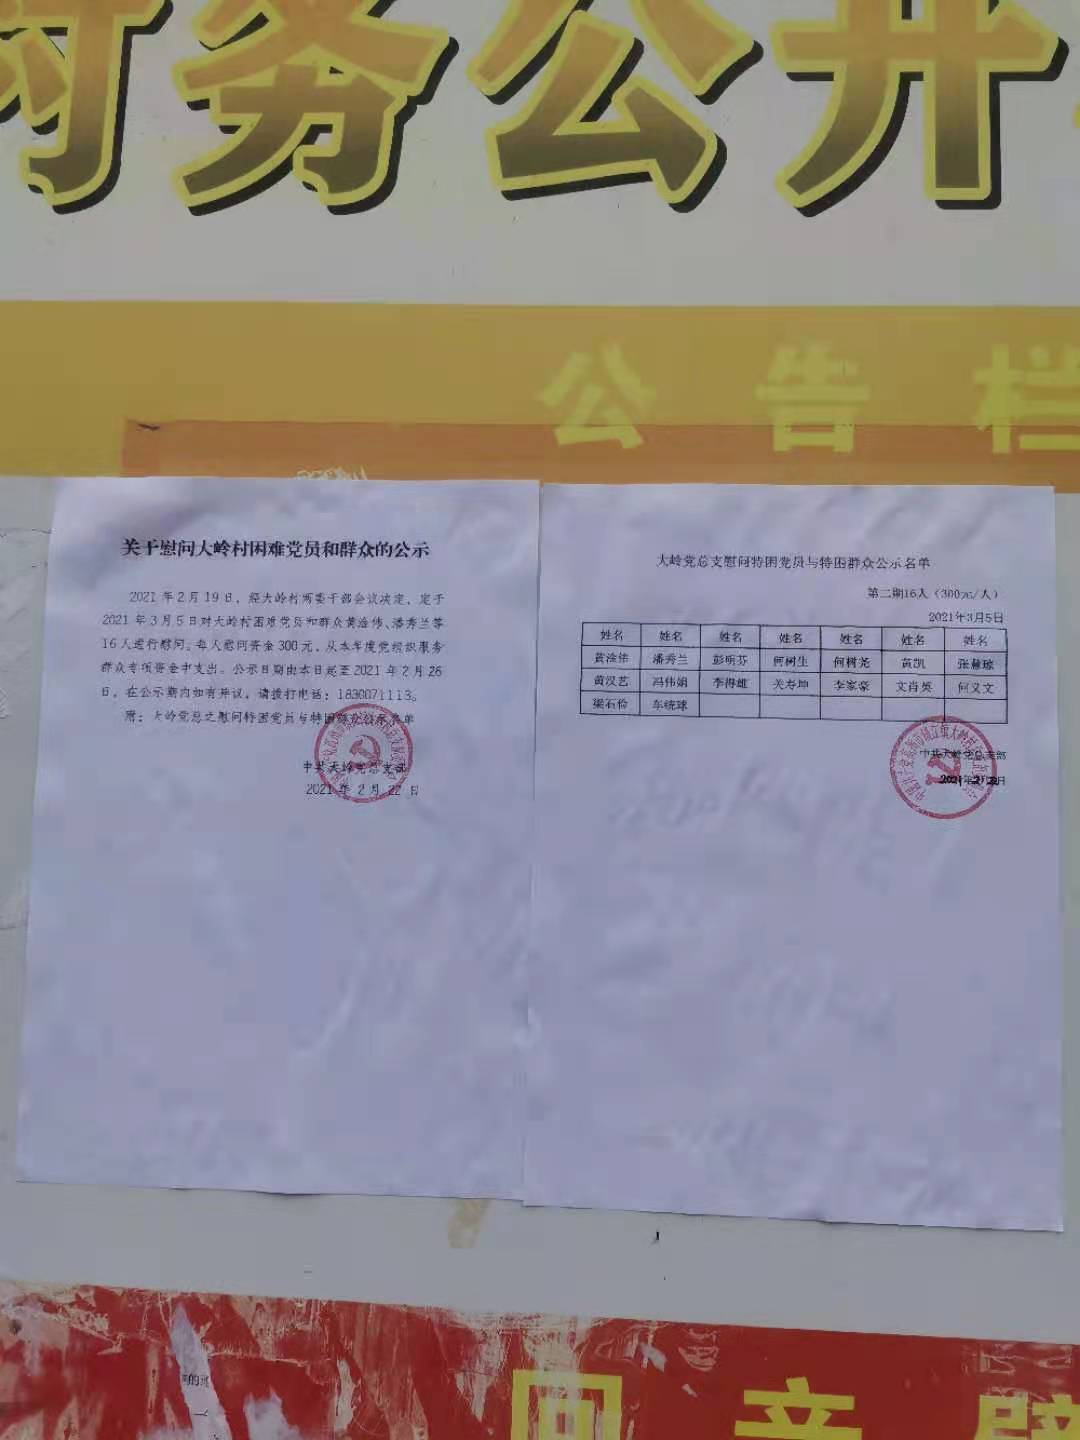 村务公开
公告栏
关于慰问大岭村困难党员和群众的公示
2021年2月19日，经大岭村两委干部会议决定，定于
2021年3月5日对大岭村困难党员和群众黄淦伟、潘秀兰等
16人进行慰问。每人慰问资金300元，从本年度党组织服务
群众专项资金中支出。公示日期由本日起至2021年2月26
日，在公示期内如有异议，请拨打电话：1830071113。
附：大岭党总支慰问特困党员与特困群众公示名单
中共大岭党总支部
2021年2月22日
大岭党总支慰问特困党员与特困群众公示名单
第二期16人（300元/人）
2021年3月5日
姓名 姓名 姓名 姓名 姓名 姓名 姓名
黄淦伟 潘秀兰 彭明芬 何树生 何树尧 黄凯 张慧琼
黄汉艺 冯伟娟 李得雄 关寿坤 李家豪 文肖英 何义文
梁石俭 车统球
中共大岭党总支部